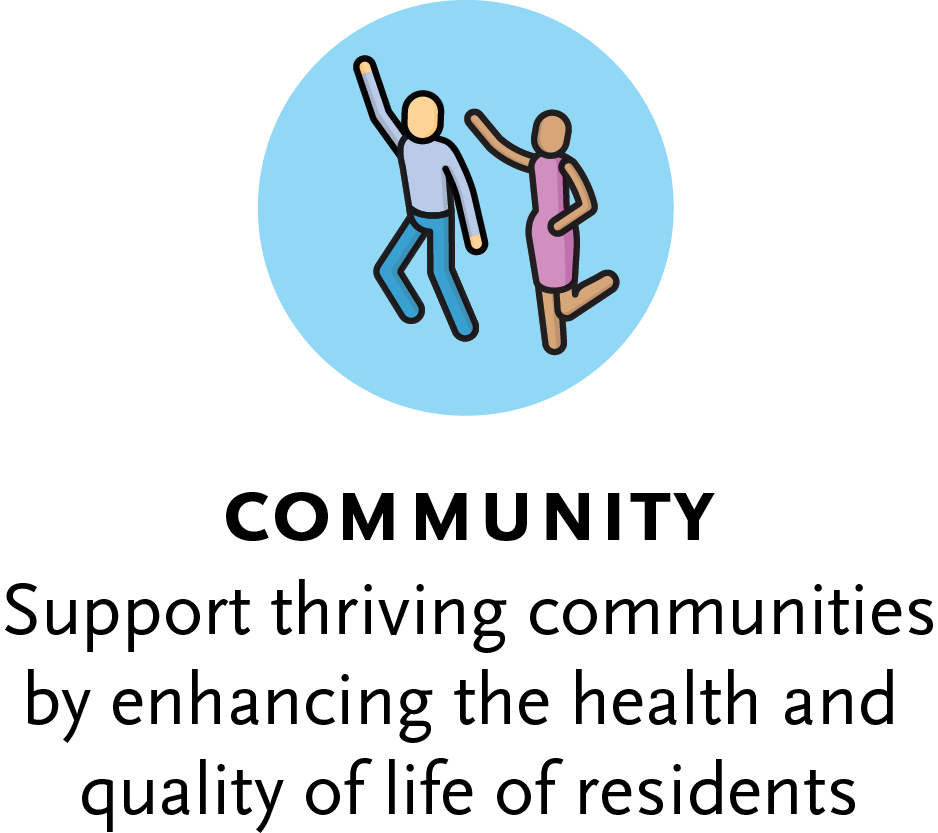 COMMUNITY
Support thriving communities
by enhancing the health and
quality of life of residents